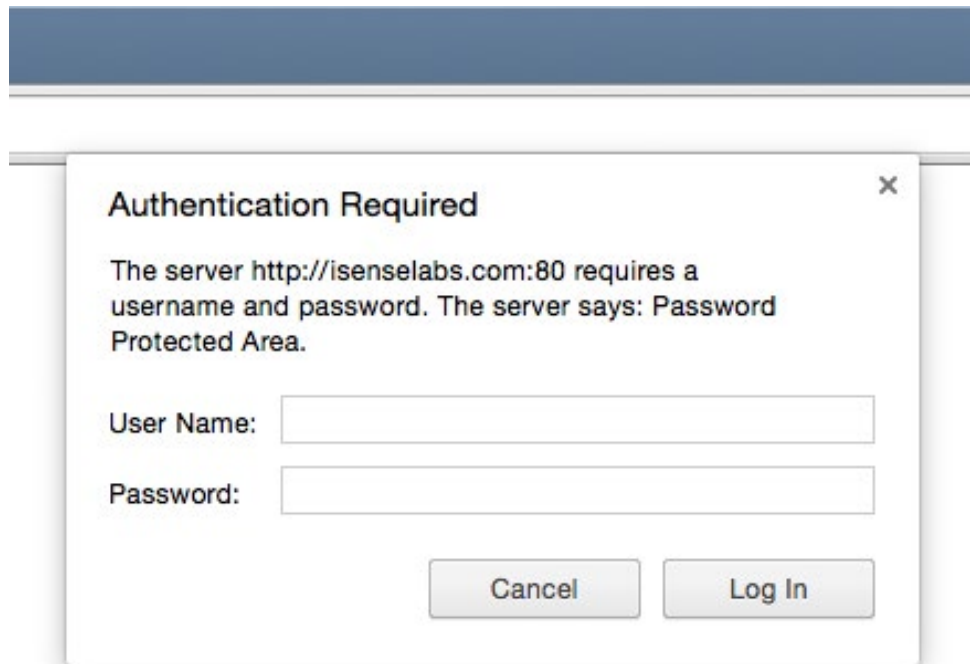 Authentication Required
The server http://isenselabs.com:80 requires a
username and password. The server says: Password
Protected Area.
User Name:
Password:
Cancel Log In